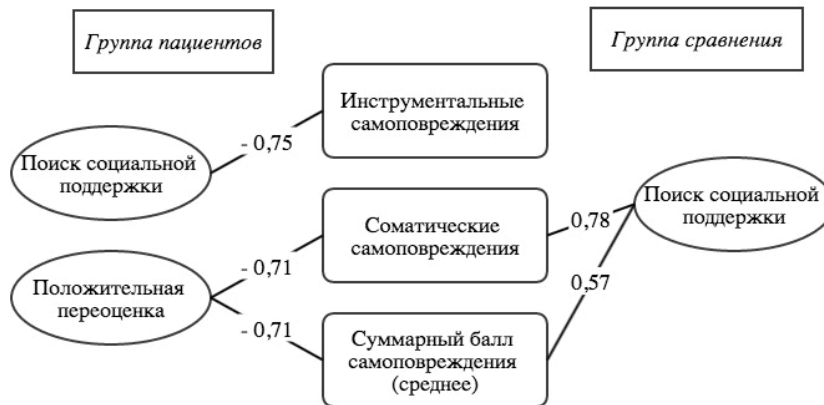 Группа пациентов
Группа сравнения
Инструментальные
самоповреждения
- 0,75
Поиск социальной
поддержки
Соматические
самоповреждения
0,78
Поиск социальной
поддержки
- 0,71
Положительная
переоценка
0,57
- 0,71
Суммарный балл
самоповреждения
(среднее)